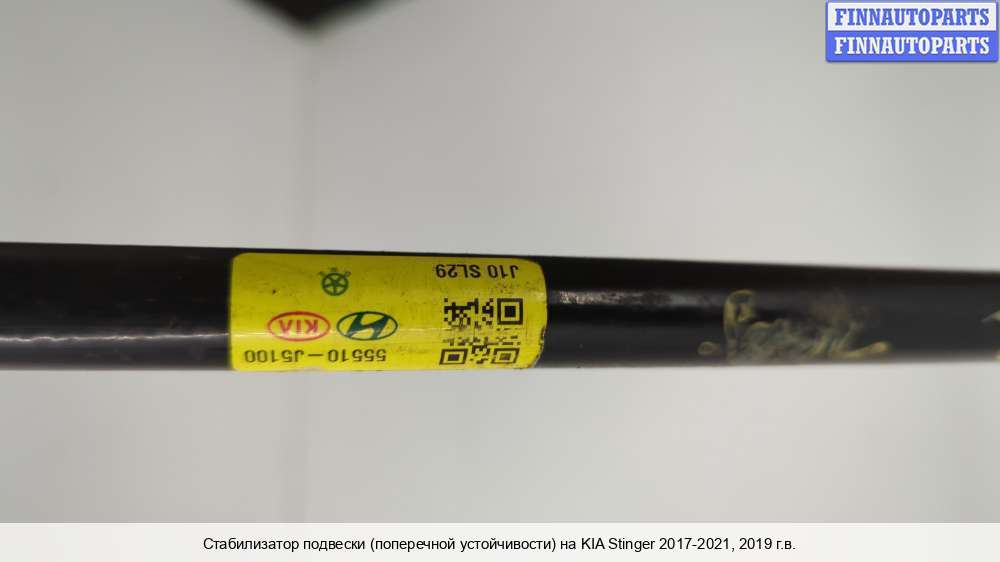 FINNAUTOPARTS
FINNAUTOPARTS
J10 SL29
KIA
55510-J5100
Стабилизатор подвески (поперечной устойчивости) на KIA Stinger 2017-2021, 2019 г.в.